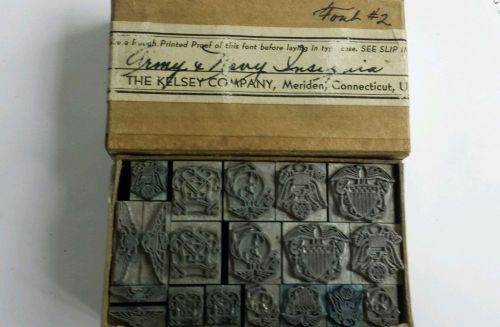 Font #2
e a rough Printed Proof of this font before laying in type case. SEE SLIP IN
Army & Navy Insignia
THE KELSEY COMPANY, Meriden, Connecticut, U